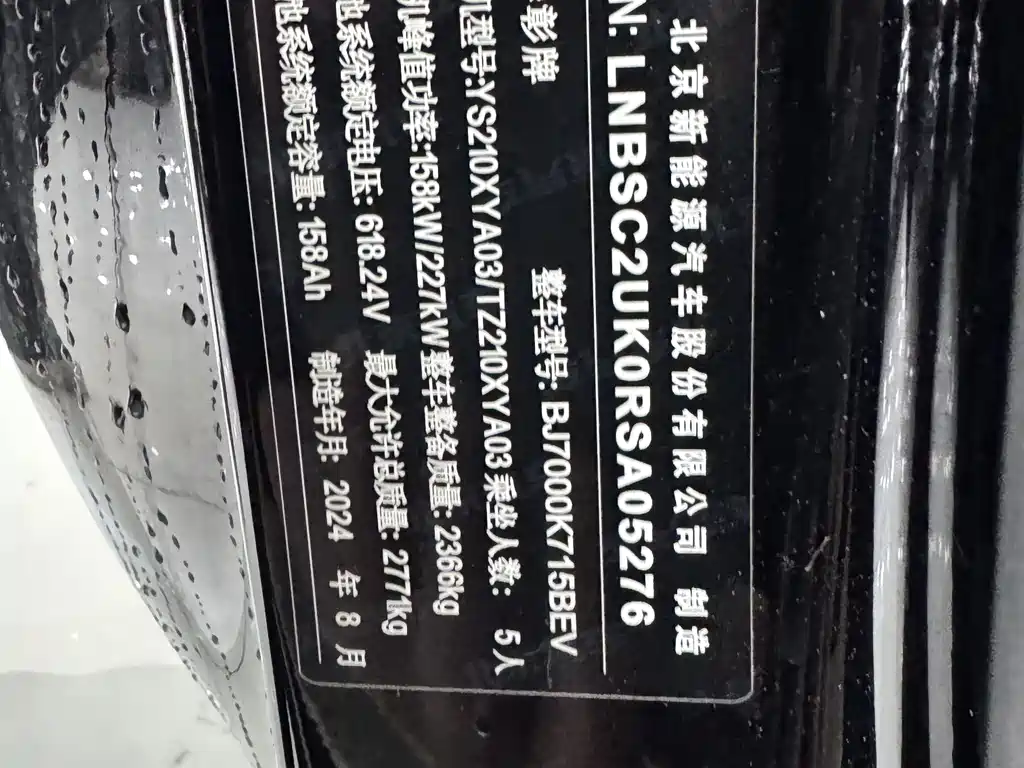 北京新能源汽车股份有限公司 制造
N: LNBSC2UK0RSA05276
彰牌 整车型号: BJ7000K715BEV
机型号:YS210XYA03/TZ210XYA03 乘坐人数: 5人
机峰值功率:158kW/227kW 整车整备质量: 2366kg
池系统额定电压: 618.24V 最大允许总质量: 2771kg
池系统额定容量: 158Ah 制造年月: 2024 年 8 月